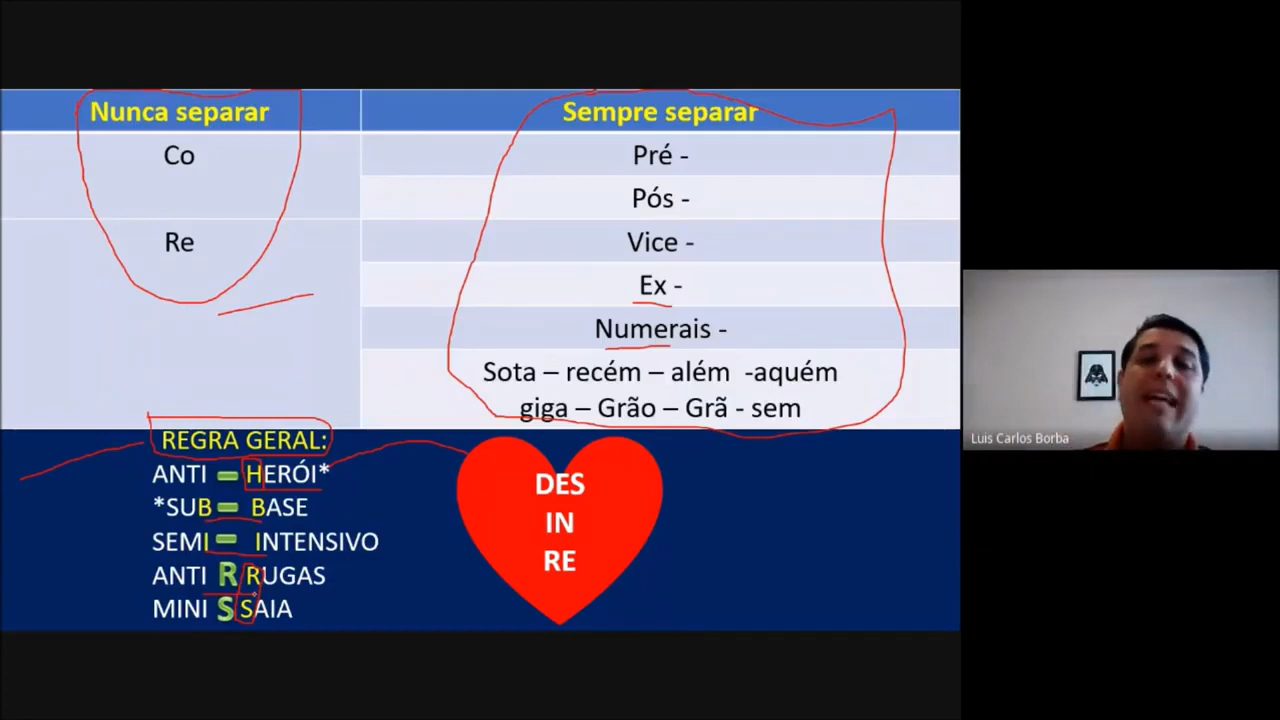 Nunca separar
Sempre separar
Co
Pré -
Pós -
Re
Vice -
Ex -
Numerais -
Sota – recém – além -aquém
giga – Grão – Grã - sem
REGRA GERAL:
ANTI - HERÓI*
*SUB - BASE
SEMI - INTENSIVO
ANTI R RUGAS
MINI S SAIA
DES
IN
RE
Luis Carlos Borba